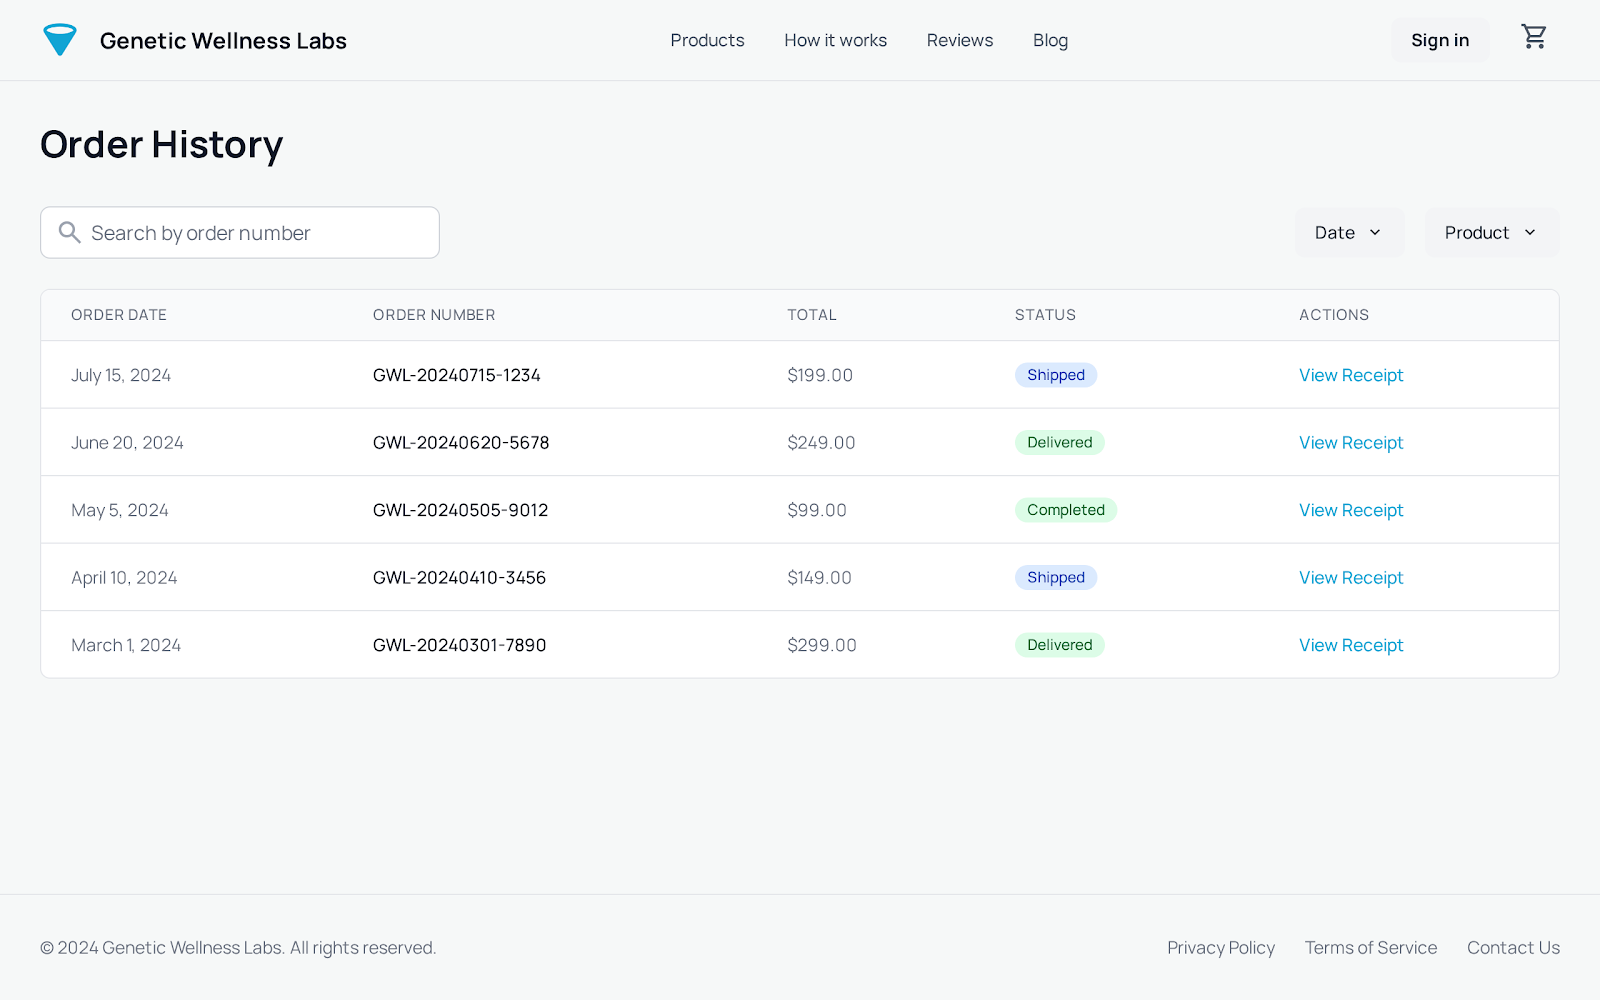 Genetic Wellness Labs
Products How it works Reviews Blog
Sign in
Order History
Search by order number
Date Product
ORDER DATE ORDER NUMBER TOTAL STATUS ACTIONS
July 15, 2024 GWL-20240715-1234 $199.00 Shipped View Receipt
June 20, 2024 GWL-20240620-5678 $249.00 Delivered View Receipt
May 5, 2024 GWL-20240505-9012 $99.00 Completed View Receipt
April 10, 2024 GWL-20240410-3456 $149.00 Shipped View Receipt
March 1, 2024 GWL-20240301-7890 $299.00 Delivered View Receipt
© 2024 Genetic Wellness Labs. All rights reserved.
Privacy Policy Terms of Service Contact Us